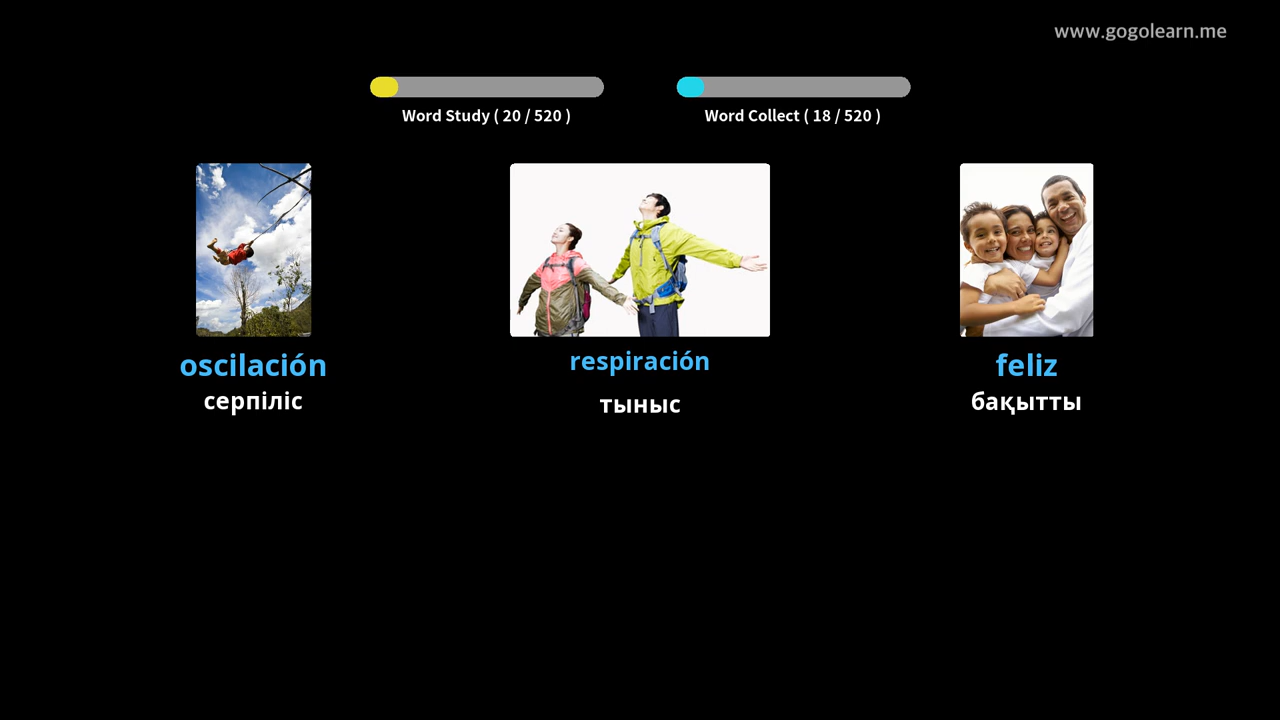 www.gogolearn.me
Word Study ( 20 / 520 )
Word Collect ( 18 / 520 )
oscilación
серпіліс
respiración
тыныс
feliz
бақытты